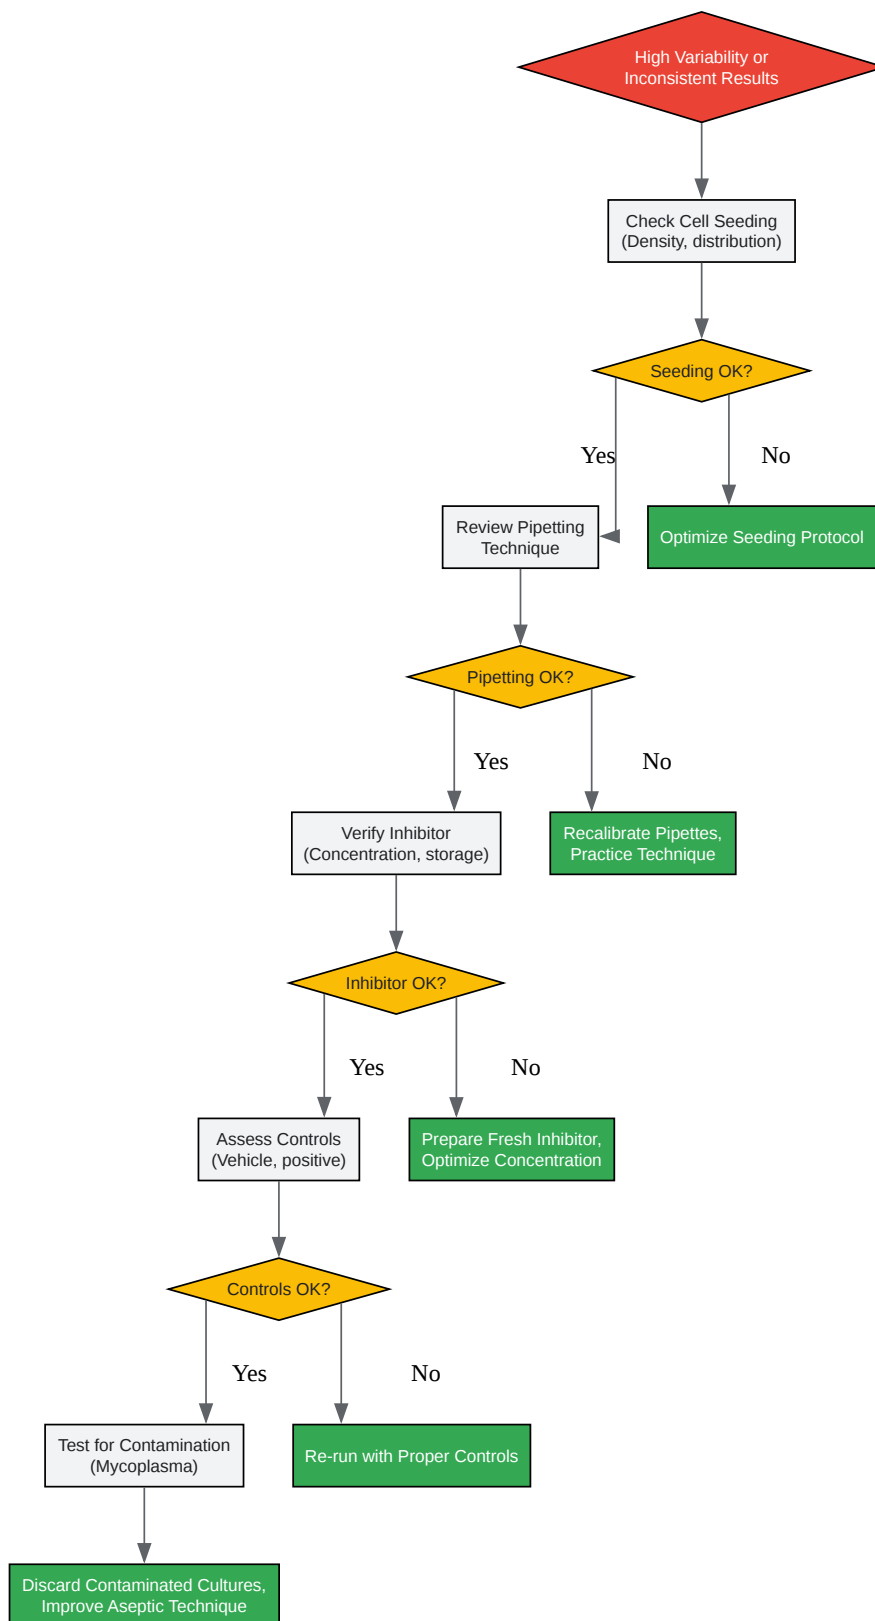 High Variability or
Inconsistent Results
Check Cell Seeding
(Density, distribution)
Seeding OK?
Yes
No
Review Pipetting
Technique
Optimize Seeding Protocol
Pipetting OK?
Yes
No
Verify Inhibitor
(Concentration, storage)
Recalibrate Pipettes,
Practice Technique
Inhibitor OK?
Yes
No
Assess Controls
(Vehicle, positive)
Prepare Fresh Inhibitor,
Optimize Concentration
Controls OK?
Yes
No
Test for Contamination
(Mycoplasma)
Re-run with Proper Controls
Discard Contaminated Cultures,
Improve Aseptic Technique